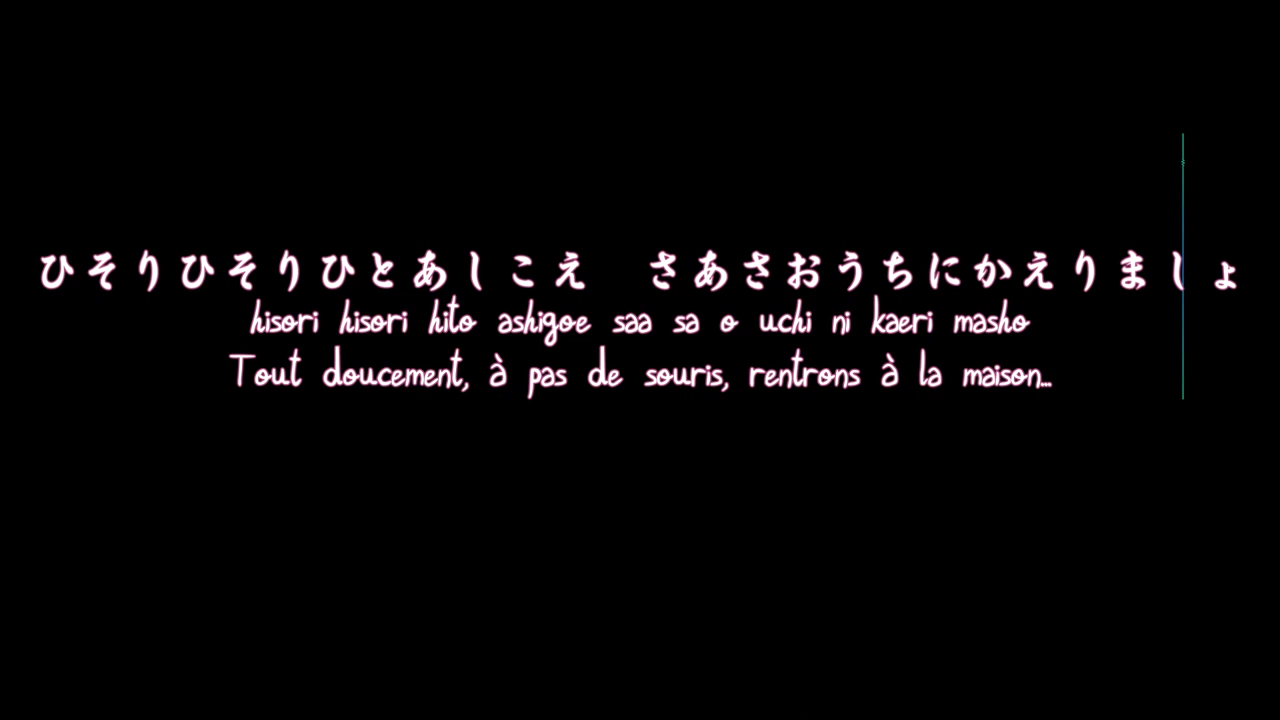 ひそりひそりひとあしこえ　さあさおうちにかえりましょ
hisori hisori hito ashigoe saa sa o uchi ni kaeri masho
Tout doucement, à pas de souris, rentrons à la maison...